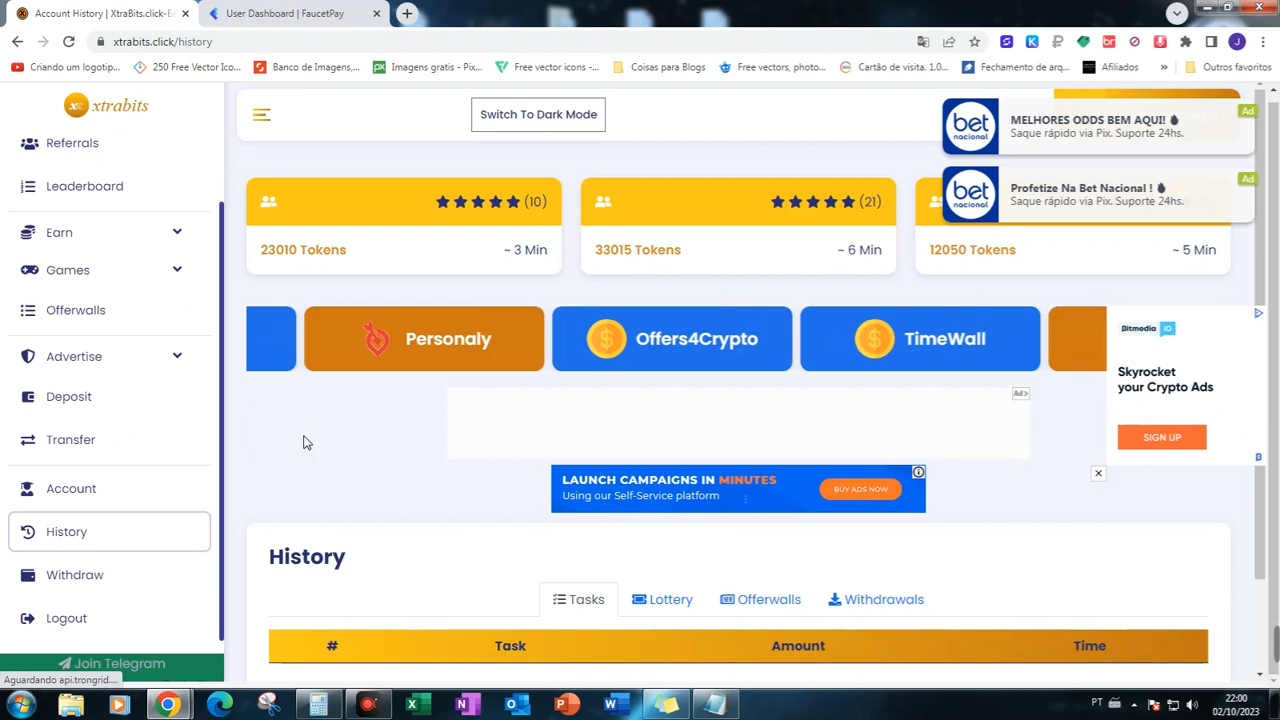 Account History | XtraBits.click-Ea
User Dashboard | FaucetPay
xtrabits.click/history
Criando um logotip...
250 Free Vector Ico...
Banco de Imagens,...
Imagens gratis - Pix...
Free vector icons -...
Coisas para Blogs
Free vectors, photo...
Cartão de visita. 1.0...
Fechamento de arq...
Afiliados
»
Outros favoritos
xtrabits
Switch To Dark Mode
MELHORES ODDS BEM AQUI!
Saque rápido via Pix. Suporte 24hs.
Ad
bet
nacional
Profetize Na Bet Nacional !
Saque rápido via Pix. Suporte 24hs.
Ad
bet
nacional
Referrals
Leaderboard
Earn
Games
Offerwalls
Advertise
Deposit
Transfer
Account
History
Withdraw
Logout
Join Telegram
(10)
23010 Tokens
~ 3 Min
(21)
33015 Tokens
~ 6 Min
12050 Tokens
~ 5 Min
Personaly
Offers4Crypto
TimeWall
Bitmedia IO
Skyrocket
your Crypto Ads
SIGN UP
Ad
LAUNCH CAMPAIGNS IN MINUTES
Using our Self-Service platform
BUY ADS NOW
History
Tasks
Lottery
Offerwalls
Withdrawals
# Task Amount Time
Aguardando api.trongrid....
PT
22:00
02/10/2023